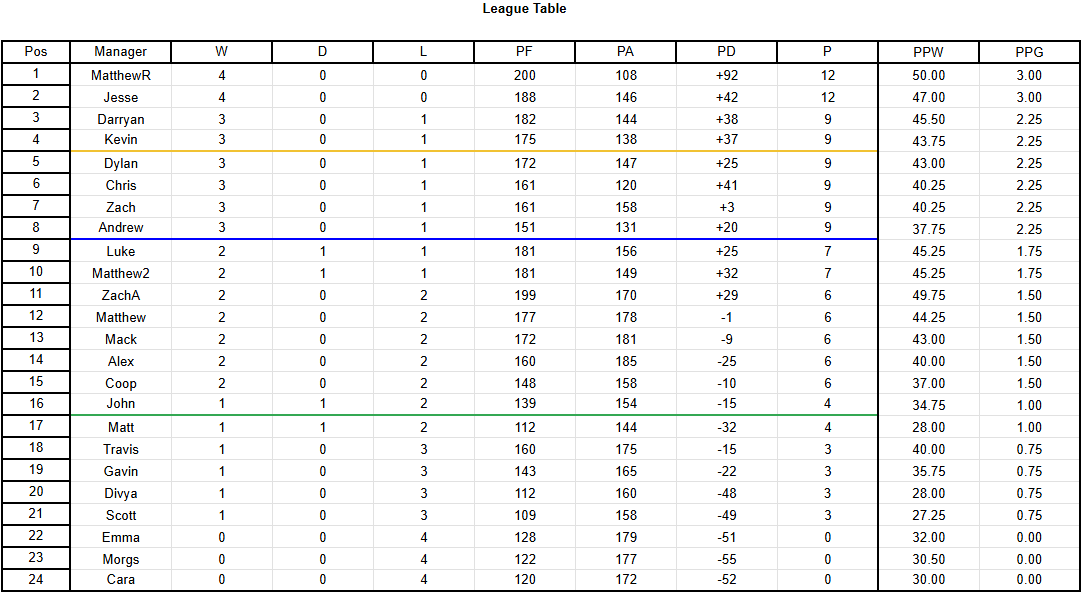 League Table
Pos Manager W D L PF PA PD P PPW PPG
1 MatthewR 4 0 0 200 108 +92 12 50.00 3.00
2 Jesse 4 0 0 188 146 +42 12 47.00 3.00
3 Darryan 3 0 1 182 144 +38 9 45.50 2.25
4 Kevin 3 0 1 175 138 +37 9 43.75 2.25
5 Dylan 3 0 1 172 147 +25 9 43.00 2.25
6 Chris 3 0 1 161 120 +41 9 40.25 2.25
7 Zach 3 0 1 161 158 +3 9 40.25 2.25
8 Andrew 3 0 1 151 131 +20 9 37.75 2.25
9 Luke 2 1 1 181 156 +25 7 45.25 1.75
10 Matthew2 2 1 1 181 149 +32 7 45.25 1.75
11 ZachA 2 0 2 199 170 +29 6 49.75 1.50
12 Matthew 2 0 2 177 178 -1 6 44.25 1.50
13 Mack 2 0 2 172 181 -9 6 43.00 1.50
14 Alex 2 0 2 160 185 -25 6 40.00 1.50
15 Coop 2 0 2 148 158 -10 6 37.00 1.50
16 John 1 1 2 139 154 -15 4 34.75 1.00
17 Matt 1 1 2 112 144 -32 4 28.00 1.00
18 Travis 1 0 3 160 175 -15 3 40.00 0.75
19 Gavin 1 0 3 143 165 -22 3 35.75 0.75
20 Divya 1 0 3 112 160 -48 3 28.00 0.75
21 Scott 1 0 3 109 158 -49 3 27.25 0.75
22 Emma 0 0 4 128 179 -51 0 32.00 0.00
23 Morgs 0 0 4 122 177 -55 0 30.50 0.00
24 Cara 0 0 4 120 172 -52 0 30.00 0.00